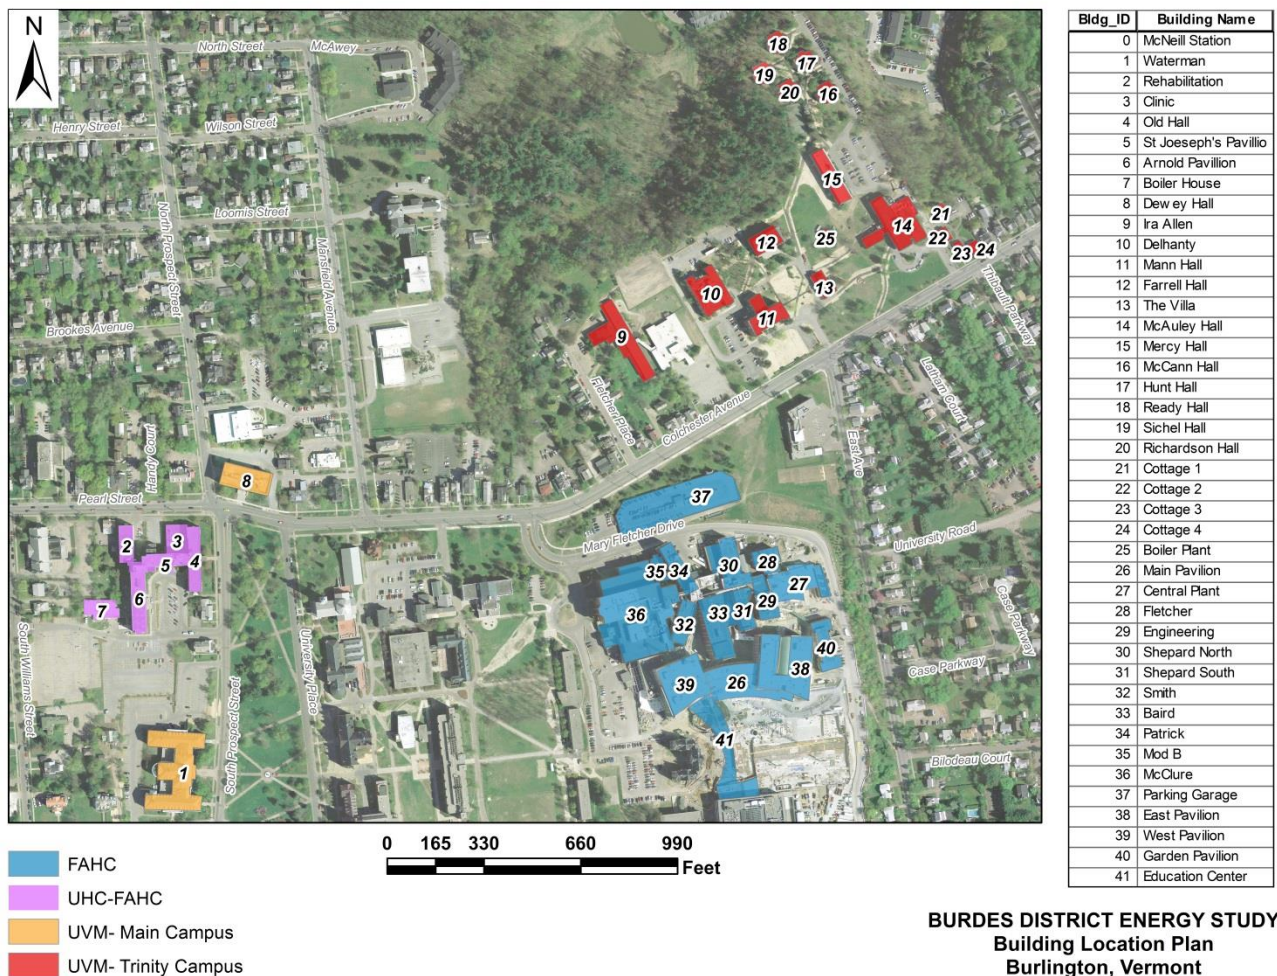 N
North Street
McAwey
Henry Street
Wilson Street
Loomis Street
North Prospect Street
Mansfield Avenue
Brookes Avenue
Handy Court
Pearl Street
Fletcher Place
Colchester Avenue
East Ave
Latham Court
Thibault Parkway
Mary Fletcher Drive
University Road
Case Parkway
Case Parkway
Bilodeau Court
South Williams Street
South Prospect Street
University Place
18
17
19
20
16
15
14
21
22
23
24
25
12
13
10
11
9
8
37
3
2
4
5
6
7
1
35
34
30
28
27
29
31
33
32
36
40
38
26
39
41
0 165 330 660 990
Feet
FAHC
UHC-FAHC
UVM- Main Campus
UVM- Trinity Campus
Bldg_ID Building Name
0 McNeill Station
1 Waterman
2 Rehabilitation
3 Clinic
4 Old Hall
5 St Joeseph's Pavillio
6 Arnold Pavillion
7 Boiler House
8 Dewey Hall
9 Ira Allen
10 Delhanty
11 Mann Hall
12 Farrell Hall
13 The Villa
14 McAuley Hall
15 Mercy Hall
16 McCann Hall
17 Hunt Hall
18 Ready Hall
19 Sichel Hall
20 Richardson Hall
21 Cottage 1
22 Cottage 2
23 Cottage 3
24 Cottage 4
25 Boiler Plant
26 Main Pavilion
27 Central Plant
28 Fletcher
29 Engineering
30 Shepard North
31 Shepard South
32 Smith
33 Baird
34 Patrick
35 Mod B
36 McClure
37 Parking Garage
38 East Pavilion
39 West Pavilion
40 Garden Pavilion
41 Education Center
BURDES DISTRICT ENERGY STUDY
Building Location Plan
Burlington, Vermont